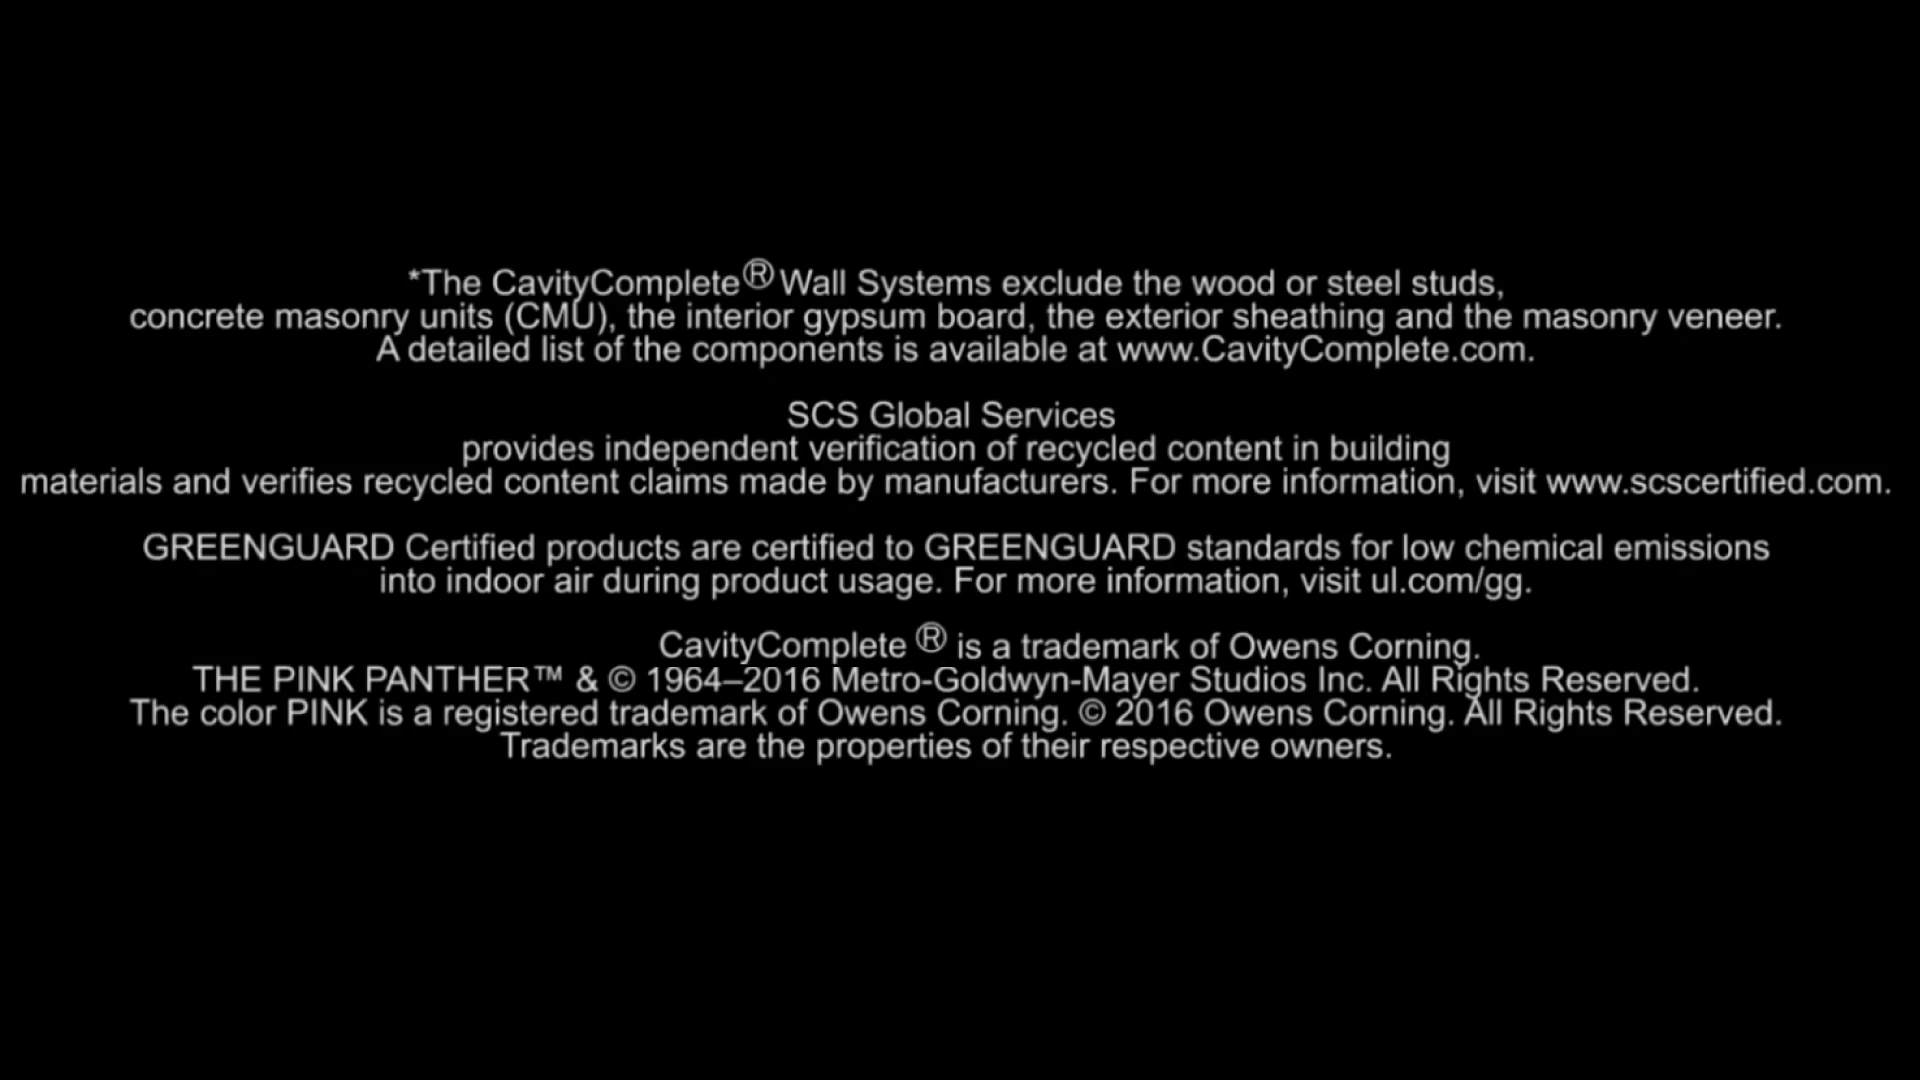 *The CavityComplete® Wall Systems exclude the wood or steel studs,
concrete masonry units (CMU), the interior gypsum board, the exterior sheathing and the masonry veneer.
A detailed list of the components is available at www.CavityComplete.com.
SCS Global Services
provides independent verification of recycled content in building
materials and verifies recycled content claims made by manufacturers. For more information, visit www.scscertified.com.
GREENGUARD Certified products are certified to GREENGUARD standards for low chemical emissions
into indoor air during product usage. For more information, visit ul.com/gg.
CavityComplete ® is a trademark of Owens Corning.
THE PINK PANTHER™ & © 1964–2016 Metro-Goldwyn-Mayer Studios Inc. All Rights Reserved.
The color PINK is a registered trademark of Owens Corning. © 2016 Owens Corning. All Rights Reserved.
Trademarks are the properties of their respective owners.